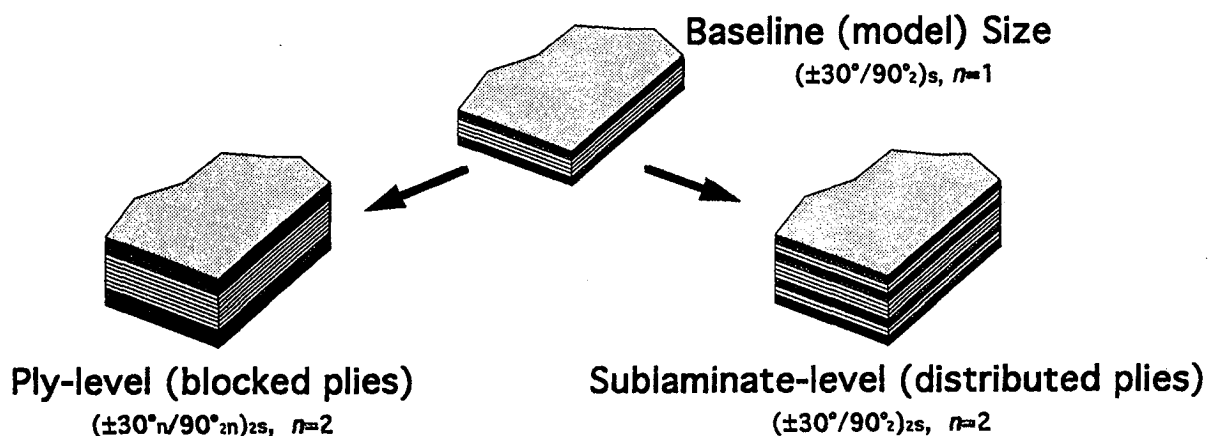 Baseline (model) Size
(±30°/90°₂)s, n=1
Ply-level (blocked plies)
(±30°n/90°₂n)₂s, n=2
Sublaminate-level (distributed plies)
(±30°/90°₂)₂s, n=2